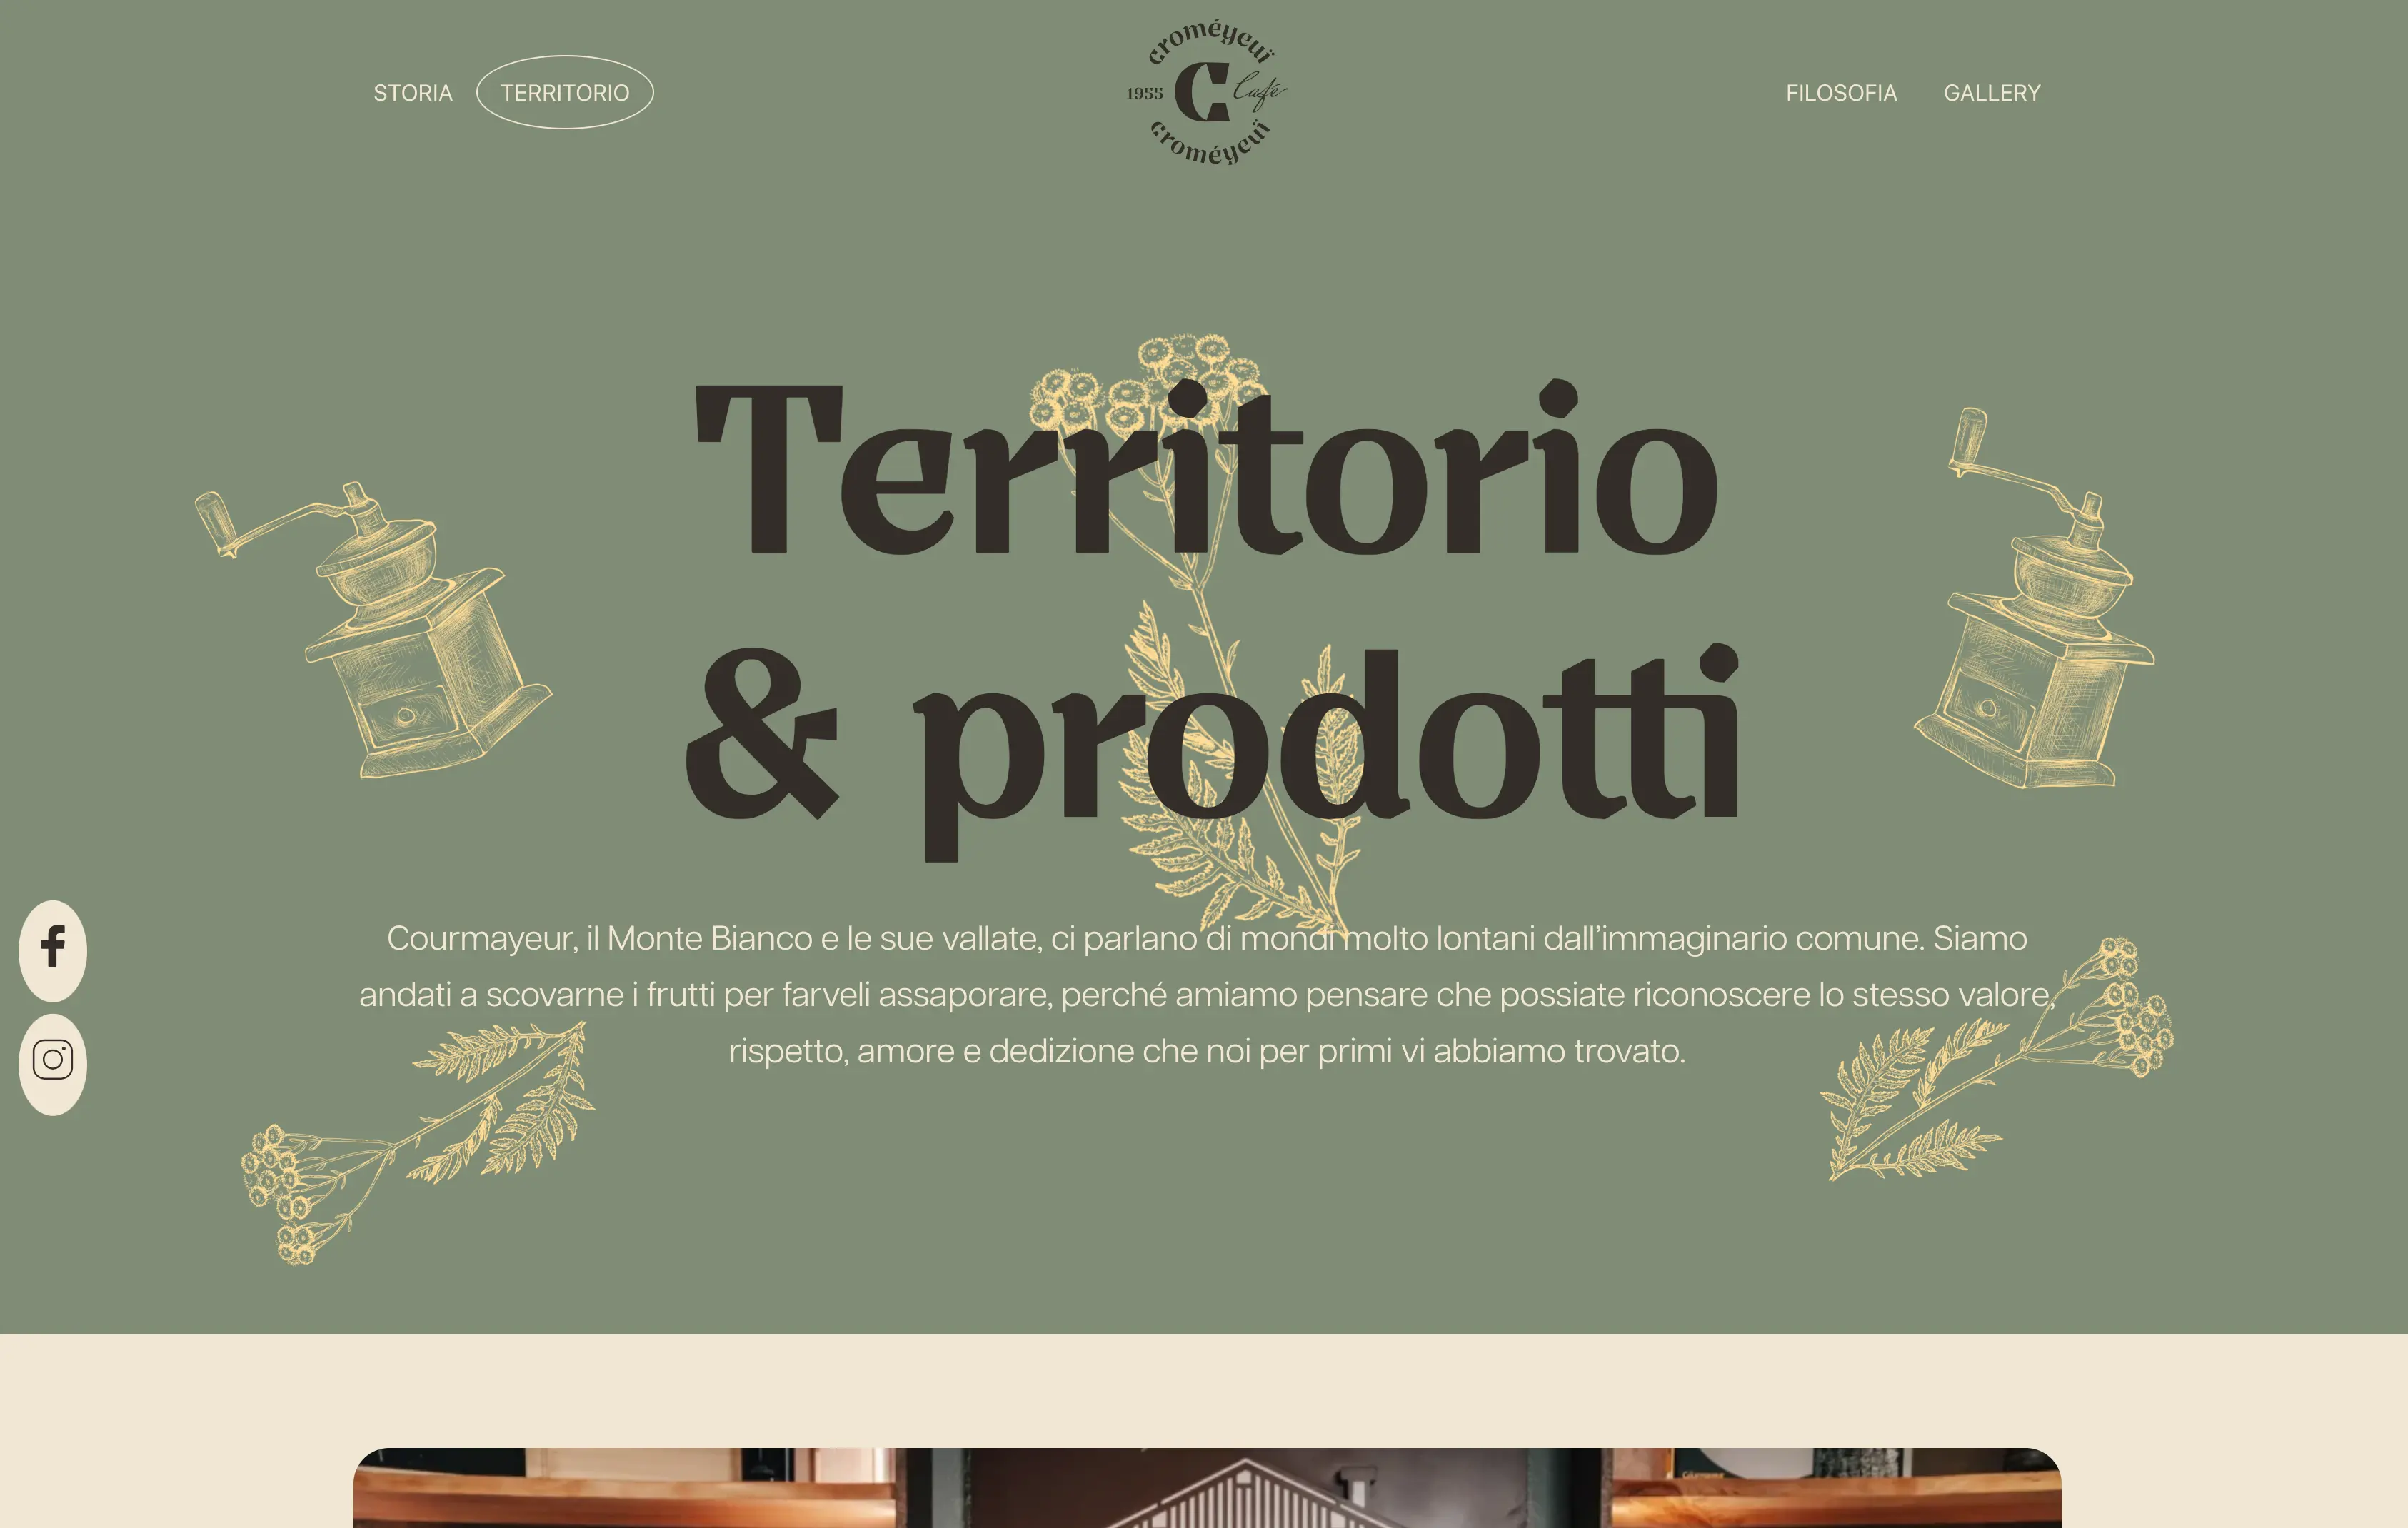 STORIA
TERRITORIO
croméyeuï
1955
C
Café
croméyeuï
FILOSOFIA
GALLERY
Territorio
& prodotti
Courmayeur, il Monte Bianco e le sue vallate, ci parlano di mondi molto lontani dall’immaginario comune. Siamo
andati a scovarne i frutti per farveli assaporare, perché amiamo pensare che possiate riconoscere lo stesso valore,
rispetto, amore e dedizione che noi per primi vi abbiamo trovato.